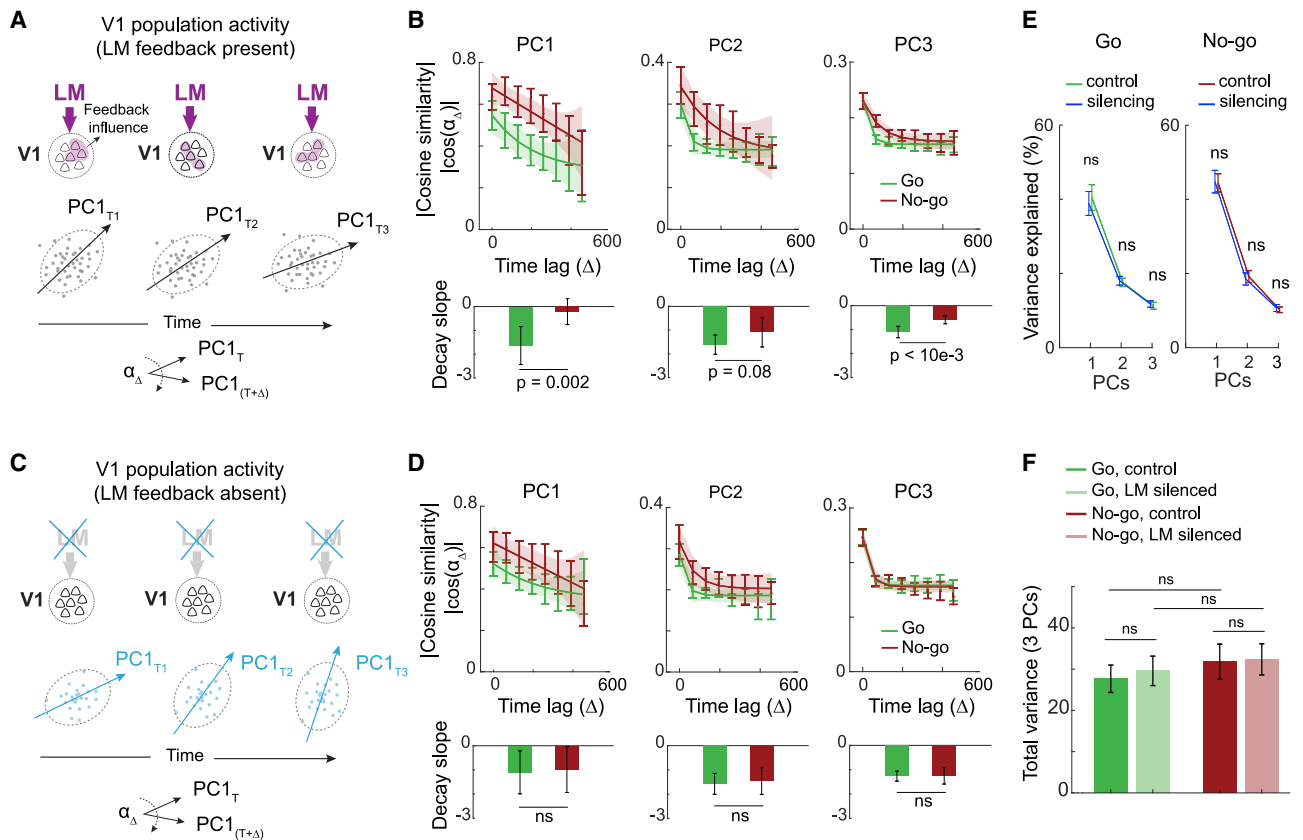 A
V1 population activity
(LM feedback present)
LM LM LM
Feedback
influence
V1 V1 V1
PC1T1 PC1T2 PC1T3
Time
αΔ
PC1T
PC1(T+Δ)
B
PC1 PC2 PC3
|Cosine similarity|
|cos(αΔ)|
0.8 0.4 0.3
0 0 0
Go
No-go
0 600 0 600 0 600
Time lag (Δ) Time lag (Δ) Time lag (Δ)
Decay slope
0 0 0
-3 -3 -3
p = 0.002 p = 0.08 p < 10e-3
C
V1 population activity
(LM feedback absent)
LM LM LM
V1 V1 V1
PC1T1 PC1T2 PC1T3
Time
αΔ
PC1T
PC1(T+Δ)
D
PC1 PC2 PC3
|Cosine similarity|
|cos(αΔ)|
0.8 0.4 0.3
0 0 0
Go
No-go
0 600 0 600 0 600
Time lag (Δ) Time lag (Δ) Time lag (Δ)
Decay slope
0 0 0
-3 -3 -3
ns ns ns
E
Go No-go
control control
silencing silencing
Variance explained (%)
60 60
ns ns
ns ns
ns ns
0 0
1 2 3 1 2 3
PCs PCs
F
Go, control
Go, LM silenced
No-go, control
No-go, LM silenced
Total variance (3 PCs)
50
0
ns
ns
ns ns